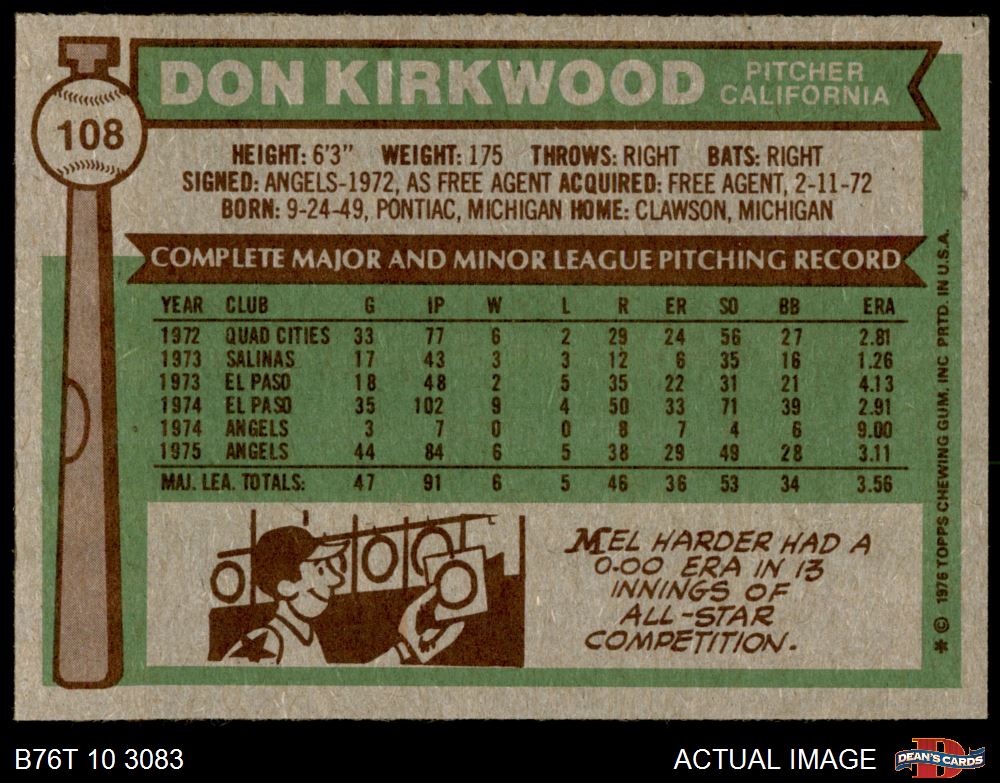 DON KIRKWOOD
PITCHER
CALIFORNIA
108
HEIGHT: 6'3" WEIGHT: 175 THROWS: RIGHT BATS: RIGHT
SIGNED: ANGELS-1972, AS FREE AGENT ACQUIRED: FREE AGENT, 2-11-72
BORN: 9-24-49, PONTIAC, MICHIGAN HOME: CLAWSON, MICHIGAN
COMPLETE MAJOR AND MINOR LEAGUE PITCHING RECORD
YEAR CLUB G IP W L R ER SO BB ERA
1972 QUAD CITIES 33 77 6 2 29 24 56 27 2.81
1973 SALINAS 17 43 3 3 12 6 35 16 1.26
1973 EL PASO 18 48 2 5 35 22 31 21 4.13
1974 EL PASO 35 102 9 4 50 33 71 39 2.91
1974 ANGELS 3 7 0 0 8 7 4 6 9.00
1975 ANGELS 44 84 6 5 38 29 49 28 3.11
MAJ. LEA. TOTALS: 47 91 6 5 46 36 53 34 3.56
MEL HARDER HAD A
0.00 ERA IN 13
INNINGS OF
ALL-STAR
COMPETITION.
* © 1976 TOPPS CHEWING GUM, INC PRTD. IN U.S.A.
B76T 10 3083
ACTUAL IMAGE
D
DEAN'S CARDS